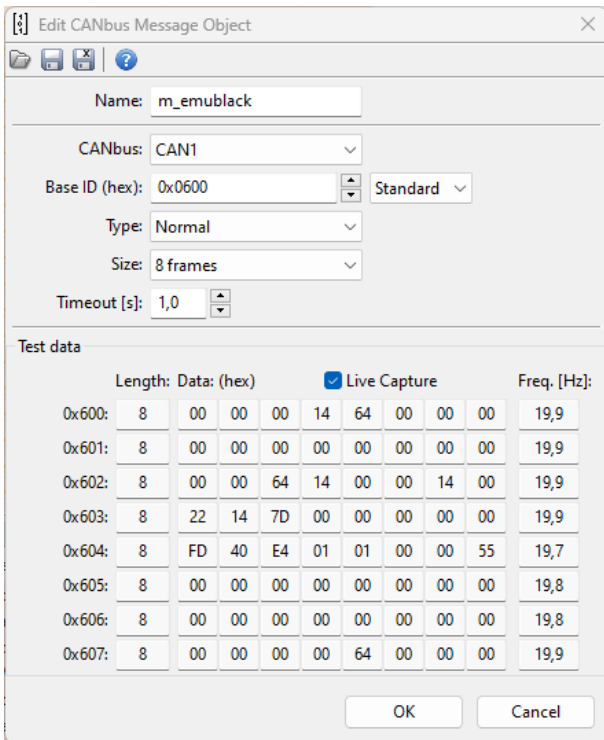 Edit CANbus Message Object
Name: m_emublack
CANbus: CAN1
Base ID (hex): 0x0600 Standard
Type: Normal
Size: 8 frames
Timeout [s]: 1,0
Test data
Length: Data: (hex) Live Capture Freq. [Hz]:
0x600: 8 00 00 00 14 64 00 00 00 19,9
0x601: 8 00 00 00 00 00 00 00 00 19,9
0x602: 8 00 00 64 14 00 00 14 00 19,9
0x603: 8 22 14 7D 00 00 00 00 00 19,9
0x604: 8 FD 40 E4 01 01 00 00 55 19,7
0x605: 8 00 00 00 00 00 00 00 00 19,8
0x606: 8 00 00 00 00 00 00 00 00 19,8
0x607: 8 00 00 00 00 64 00 00 00 19,9
OK Cancel